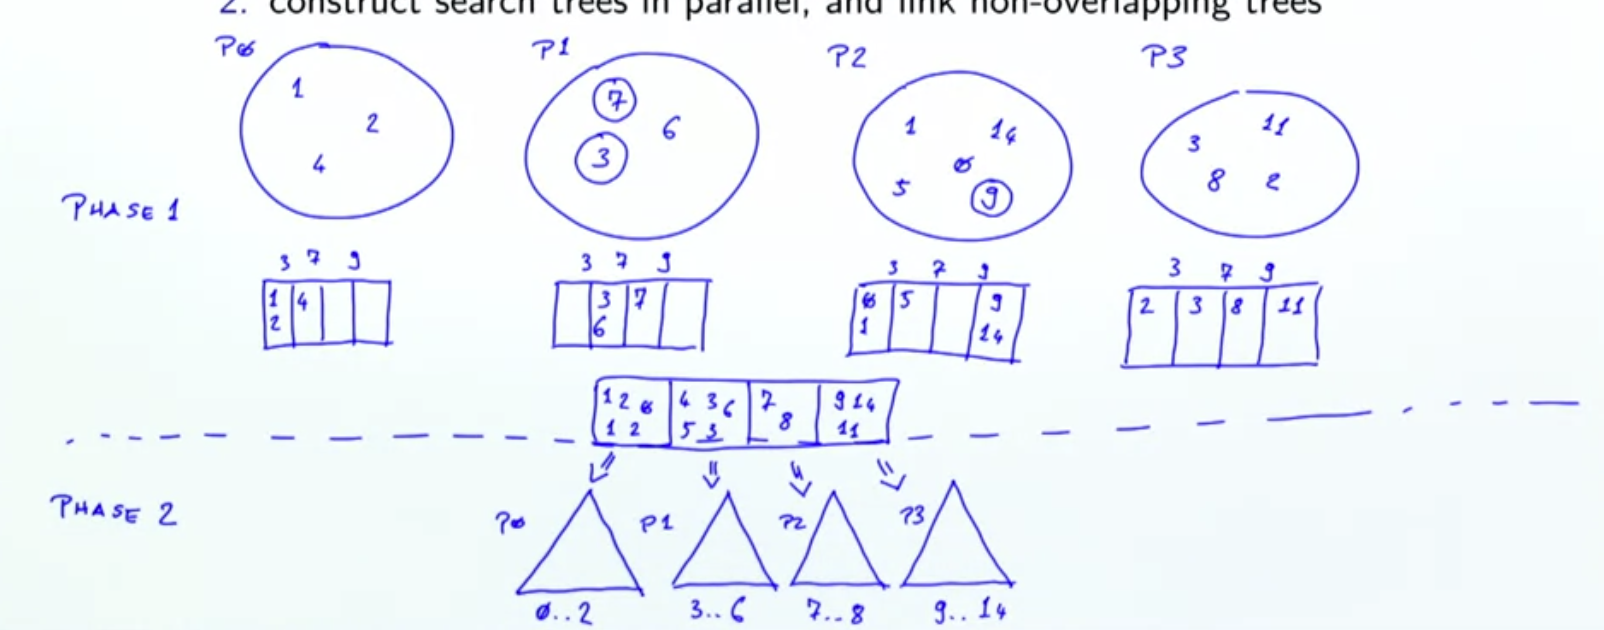 2. construct search trees in parallel, and link non-overlapping trees
P0 P1 P2 P3
1 7 1 14 11
2 6 3
4 3 0 8 2
5 9
PHASE 1
3 7 9 3 7 9 3 7 9 3 7 9
1 4 3 7 0 5 9 2 3 8 11
2 6 1 14
1 2 0 4 3 6 7 9 14
1 2 5 3 8 11
PHASE 2
P0 P1 P2 P3
0..2 3..6 7..8 9..14